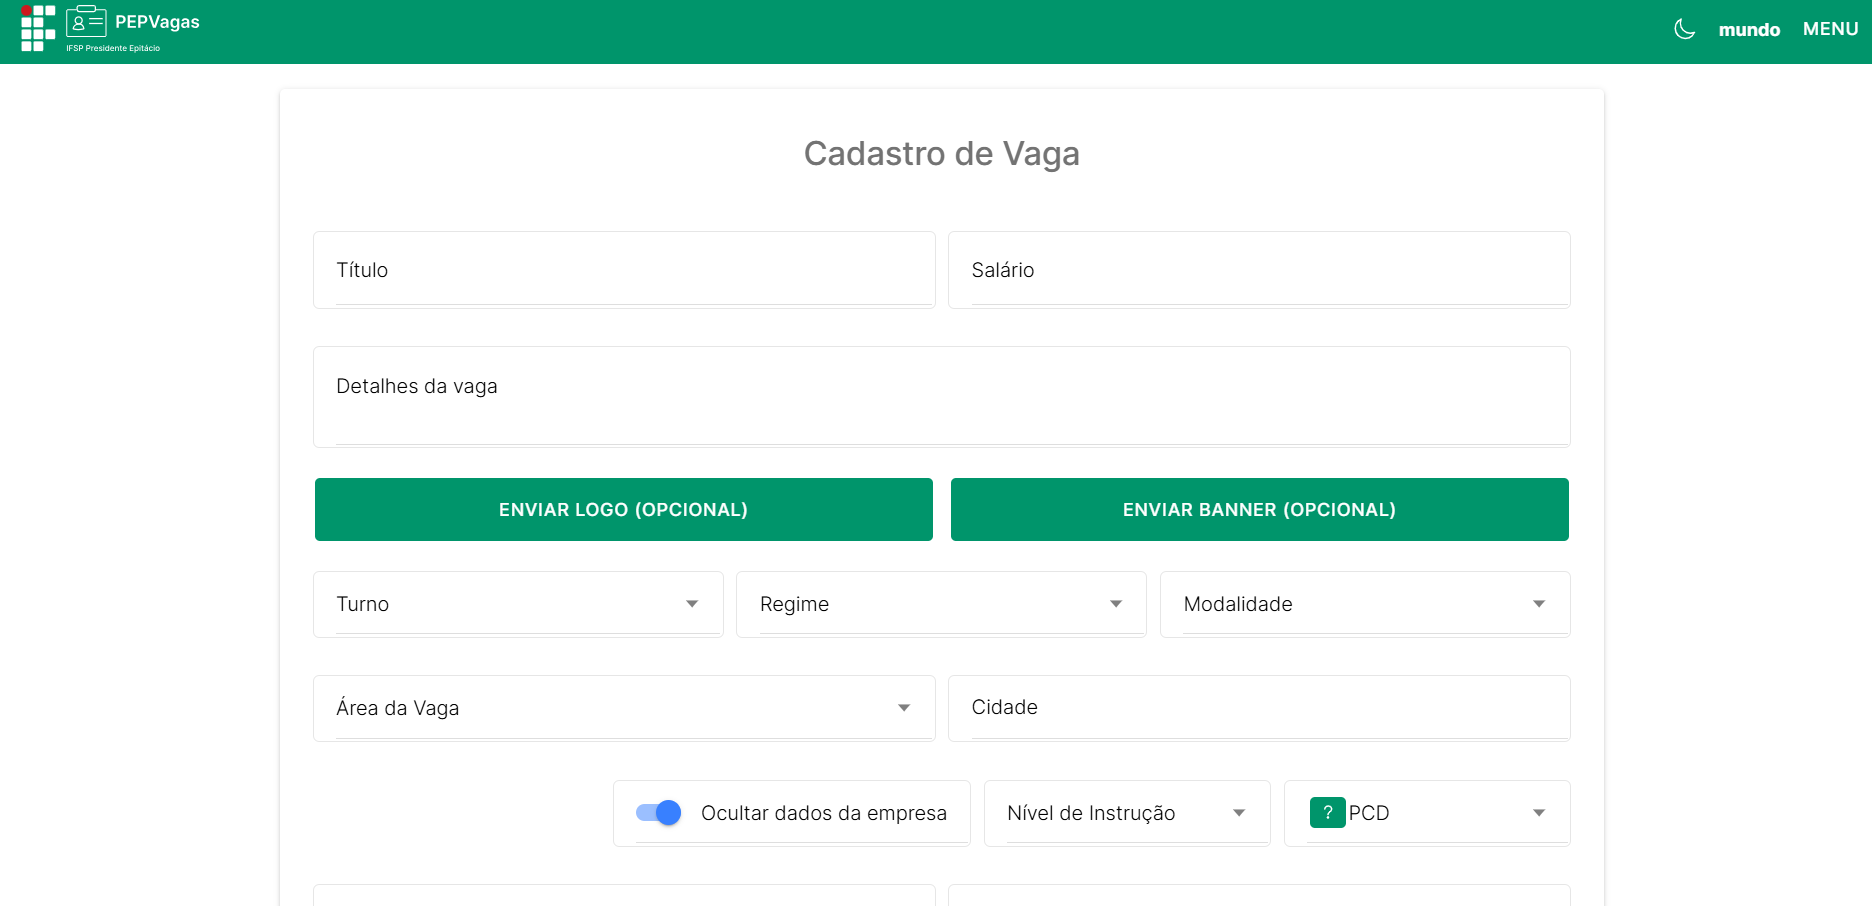 PEPVagas
IFSP Presidente Epitácio
mundo MENU
Cadastro de Vaga
Título
Salário
Detalhes da vaga
ENVIAR LOGO (OPCIONAL)
ENVIAR BANNER (OPCIONAL)
Turno
Regime
Modalidade
Área da Vaga
Cidade
Ocultar dados da empresa
Nível de Instrução
? PCD